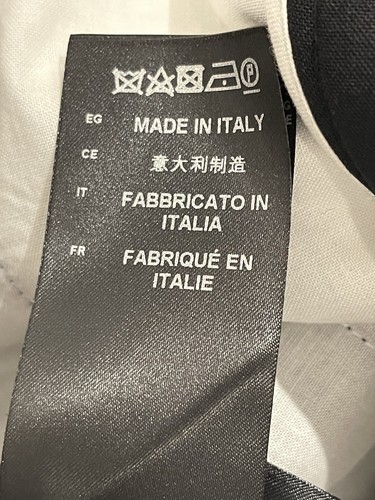 EG MADE IN ITALY
CE 意大利制造
IT FABBRICATO IN
ITALIA
FR FABRIQUÉ EN
ITALIE